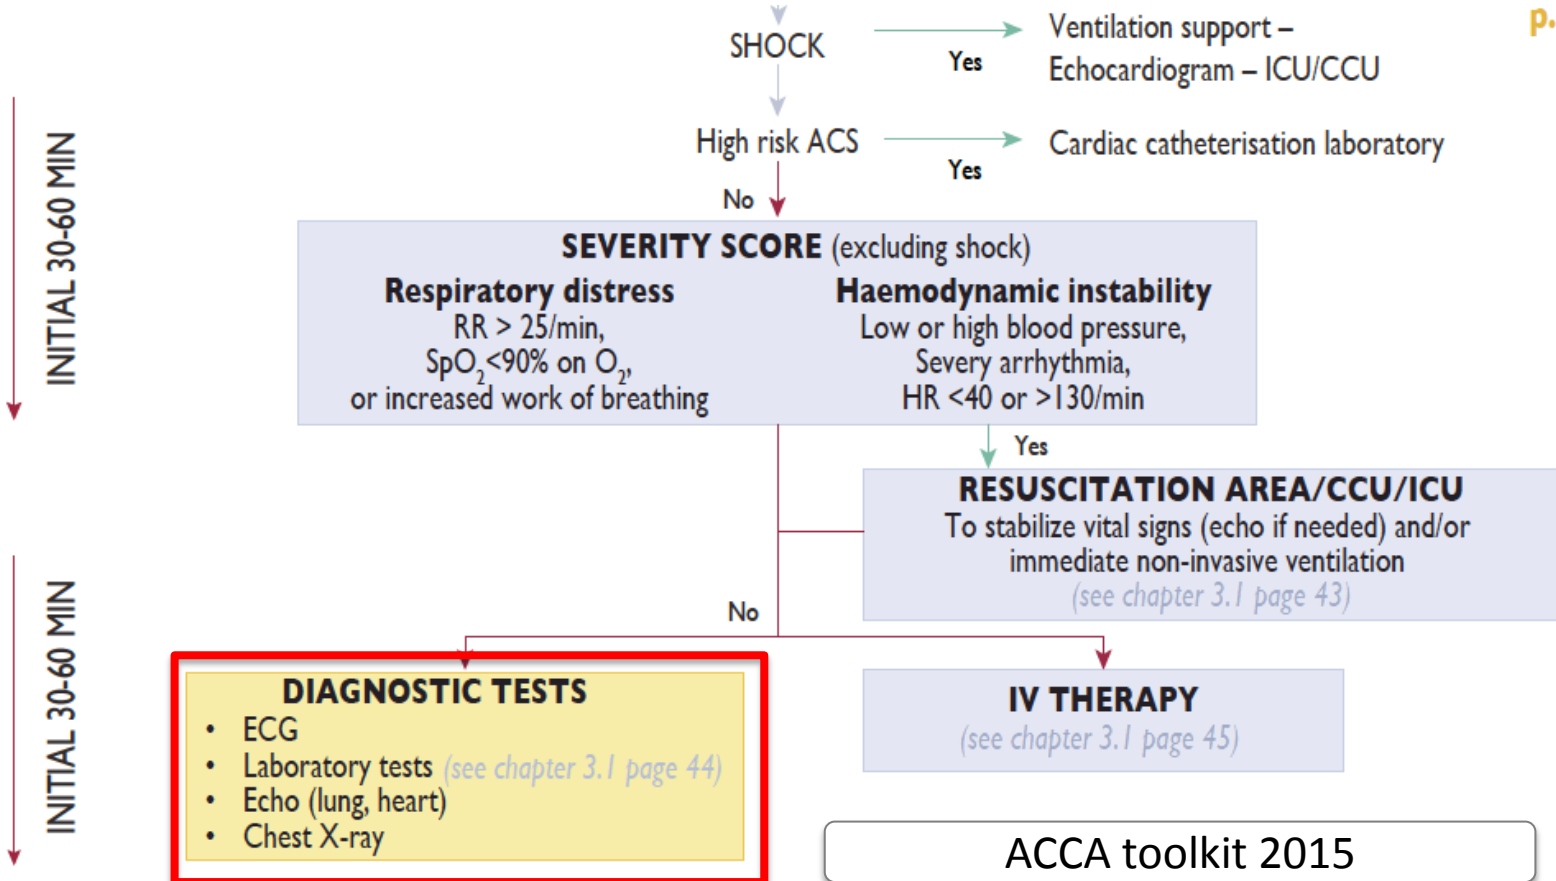 p.
SHOCK
Yes
Ventilation support –
Echocardiogram – ICU/CCU
High risk ACS
Yes
Cardiac catheterisation laboratory
No
INITIAL 30-60 MIN
SEVERITY SCORE (excluding shock)
Respiratory distress
RR > 25/min,
SpO₂<90% on O₂,
or increased work of breathing
Haemodynamic instability
Low or high blood pressure,
Severy arrhythmia,
HR <40 or >130/min
Yes
RESUSCITATION AREA/CCU/ICU
To stabilize vital signs (echo if needed) and/or
immediate non-invasive ventilation
(see chapter 3.1 page 43)
No
INITIAL 30-60 MIN
DIAGNOSTIC TESTS
• ECG
• Laboratory tests (see chapter 3.1 page 44)
• Echo (lung, heart)
• Chest X-ray
IV THERAPY
(see chapter 3.1 page 45)
ACCA toolkit 2015